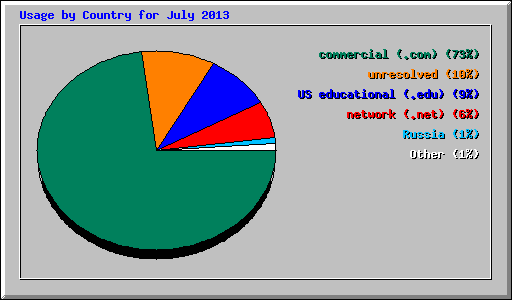 Usage by Country for July 2013
commercial (.com) (73%)
unresolved (10%)
US educational (.edu) (9%)
network (.net) (6%)
Russia (1%)
Other (1%)